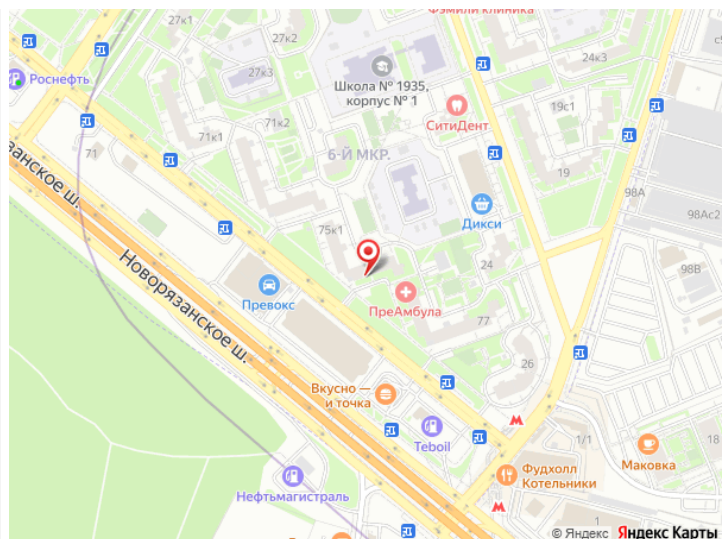 27к1
Фэмили клиника
Роснефть
27к3
Школа № 1935,
корпус № 1
24к3
СитиДент
19с1
71к1
71к2
71
6-Й МКР.
19
98А
98Ас2
Дикси
75к1
24
98В
Новорязанское ш.
Превокс
ПреАмбула
77
26
Вкусно —
и точка
Teboil
1/1
Маковка
18
Фудхолл
Котельники
Нефтьмагистраль
1
© Яндекс Яндекс Карты